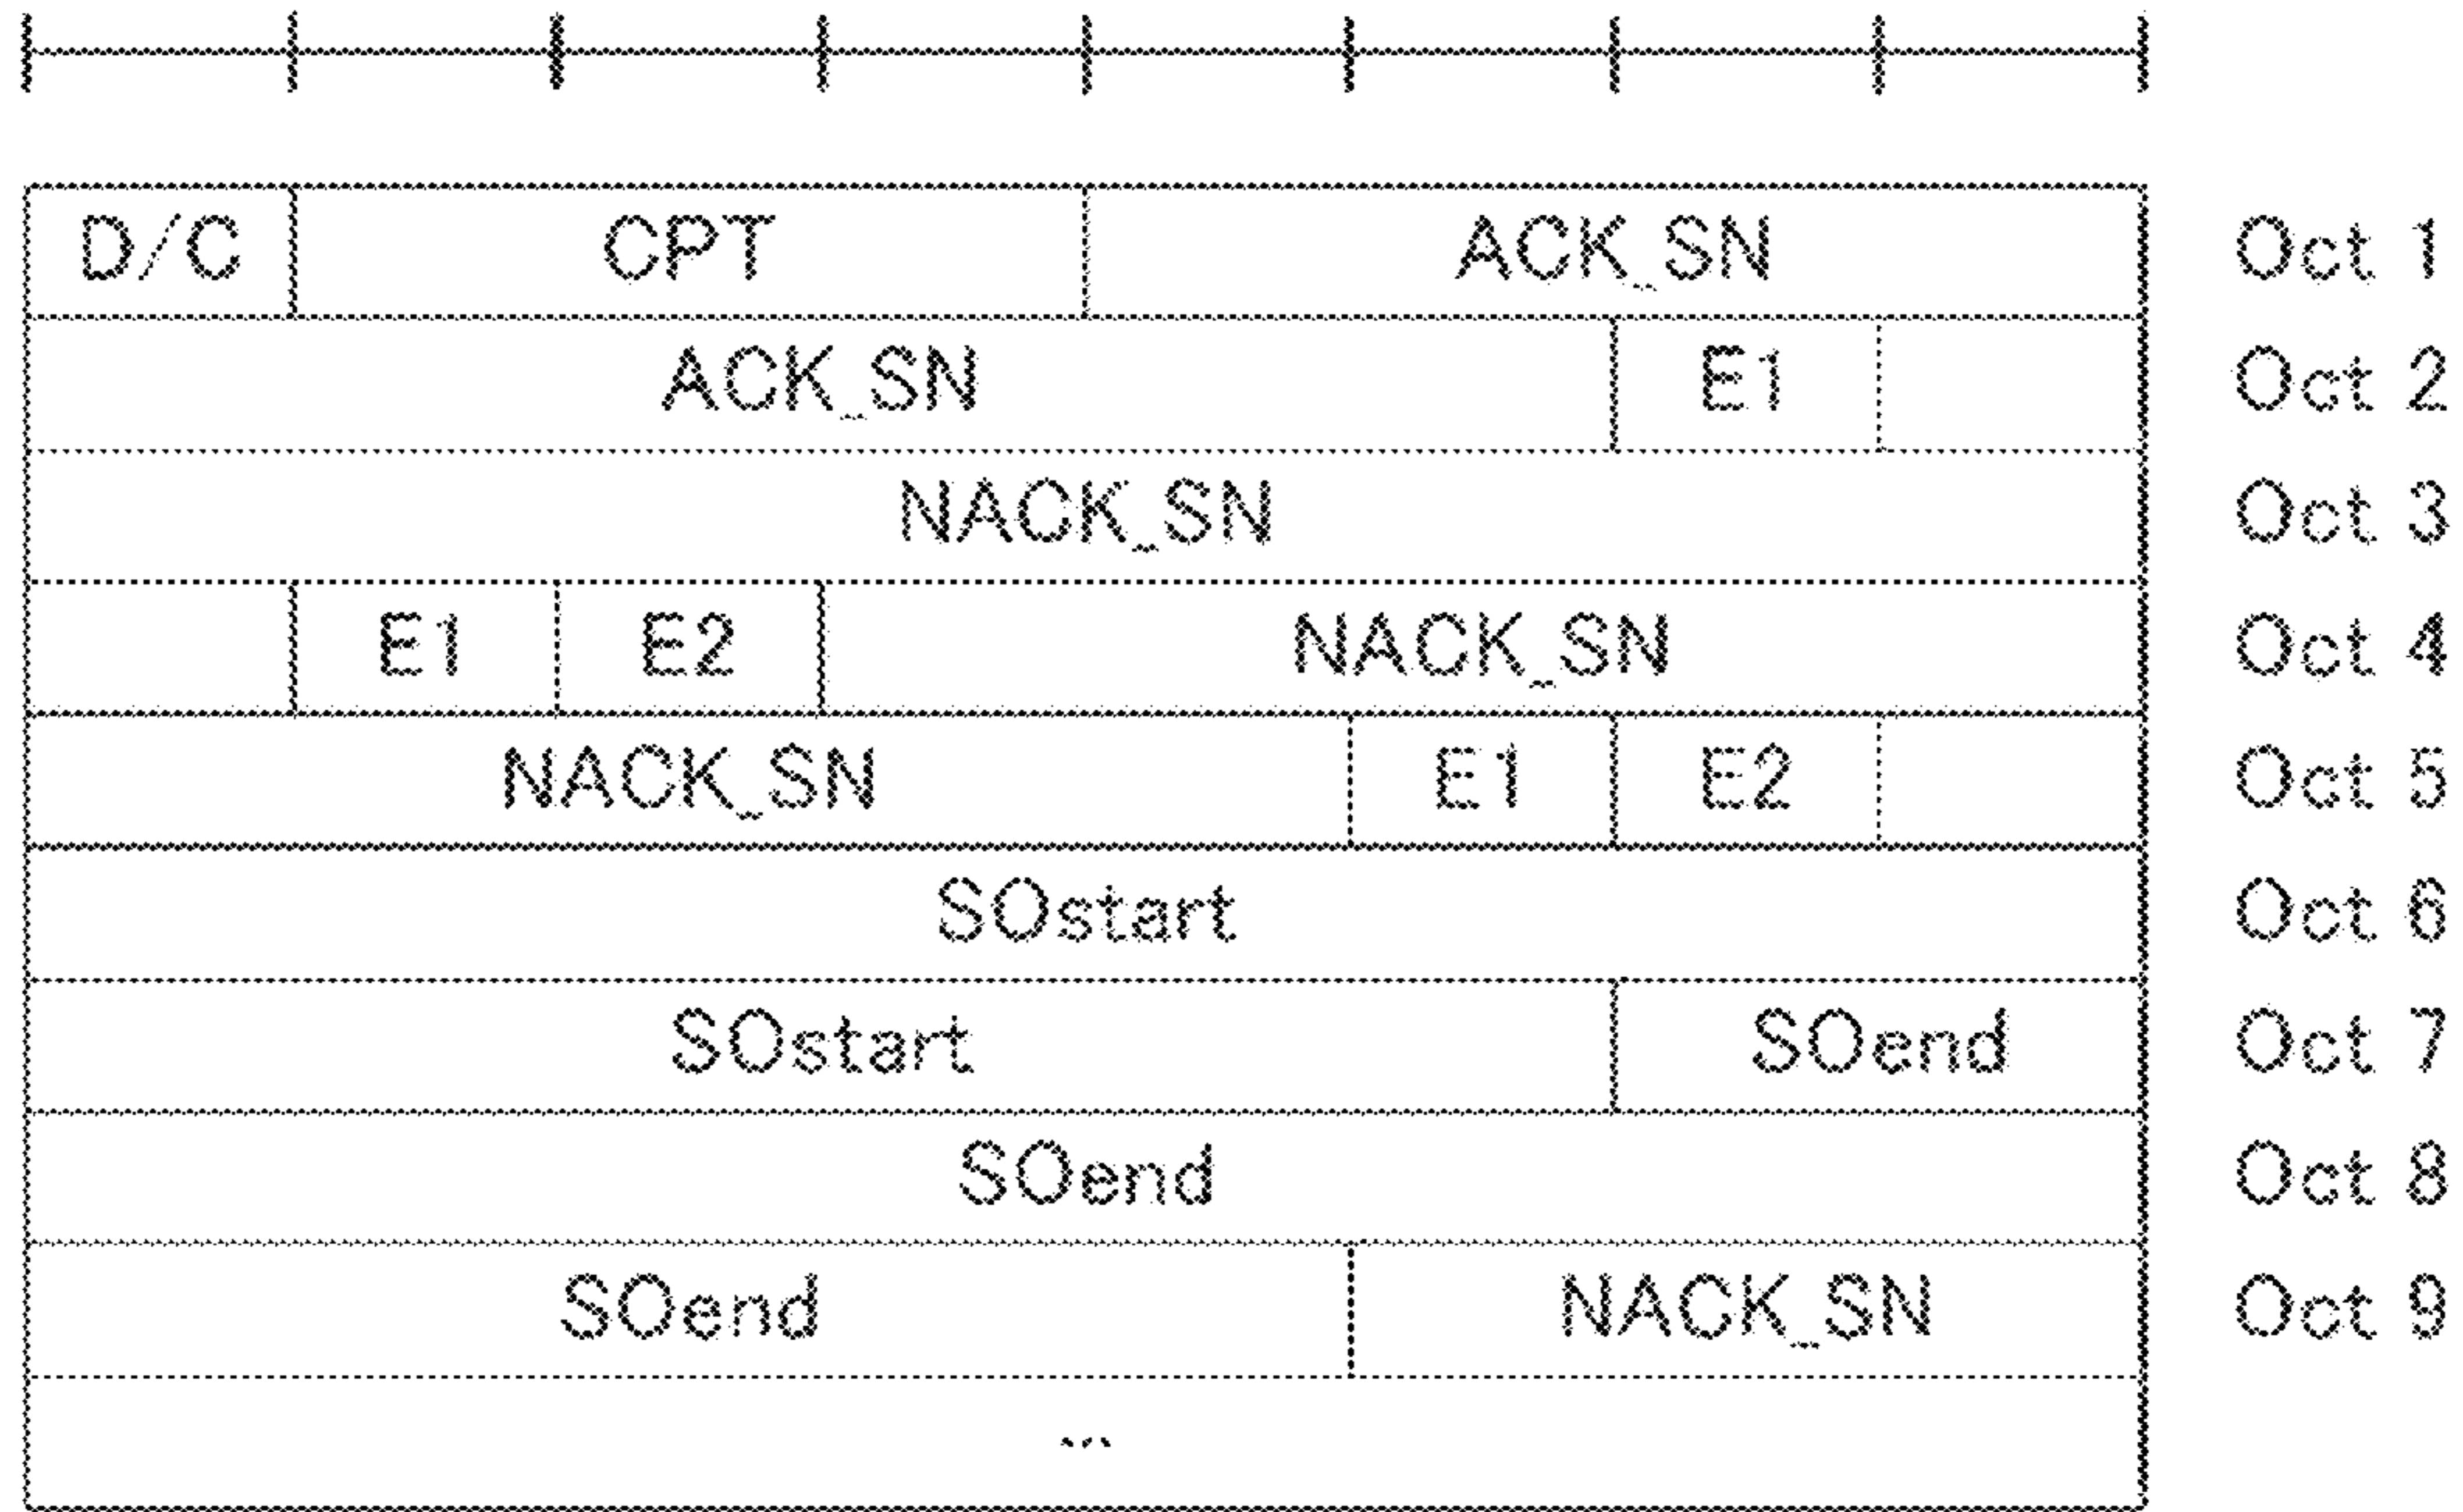 D/C CPT ACK_SN Oct 1
ACK_SN E1 Oct 2
NACK_SN Oct 3
E1 E2 NACK_SN Oct 4
NACK_SN E1 E2 Oct 5
SOstart Oct 6
SOstart SOend Oct 7
SOend Oct 8
SOend NACK_SN Oct 9
...